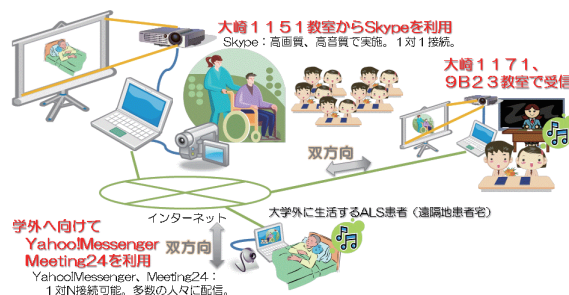 大崎１１５１教室からSkypeを利用
Skype：高画質、高音質で実施。１対１接続。
大崎１１７１、
９B２３教室で受信
双方向
インターネット
大学外に生活するALS患者（遠隔地患者宅）
学外へ向けて
Yahoo!Messenger
Meeting24を利用
双方向
Yahoo!Messenger、Meeting24：
１対N接続可能。多数の人々に配信。